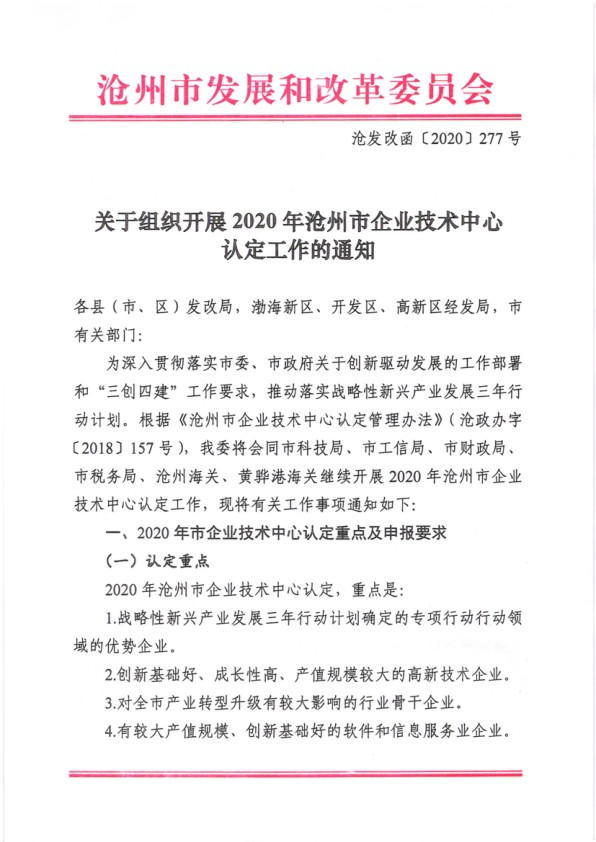 沧州市发展和改革委员会
沧发改函〔2020〕277号
关于组织开展2020年沧州市企业技术中心
认定工作的通知
各县（市、区）发改局，渤海新区、开发区、高新区经发局，市
有关部门：
为深入贯彻落实市委、市政府关于创新驱动发展的工作部署
和“三创四建”工作要求，推动落实战略性新兴产业发展三年行
动计划。根据《沧州市企业技术中心认定管理办法》（沧政办字
〔2018〕157号），我委将会同市科技局、市工信局、市财政局、
市税务局、沧州海关、黄骅港海关继续开展2020年沧州市企业
技术中心认定工作，现将有关工作事项通知如下：
一、2020年市企业技术中心认定重点及申报要求
（一）认定重点
2020年沧州市企业技术中心认定，重点是：
1.战略性新兴产业发展三年行动计划确定的专项行动行动领
域的优势企业。
2.创新基础好、成长性高、产值规模较大的高新技术企业。
3.对全市产业转型升级有较大影响的行业骨干企业。
4.有较大产值规模、创新基础好的软件和信息服务业企业。